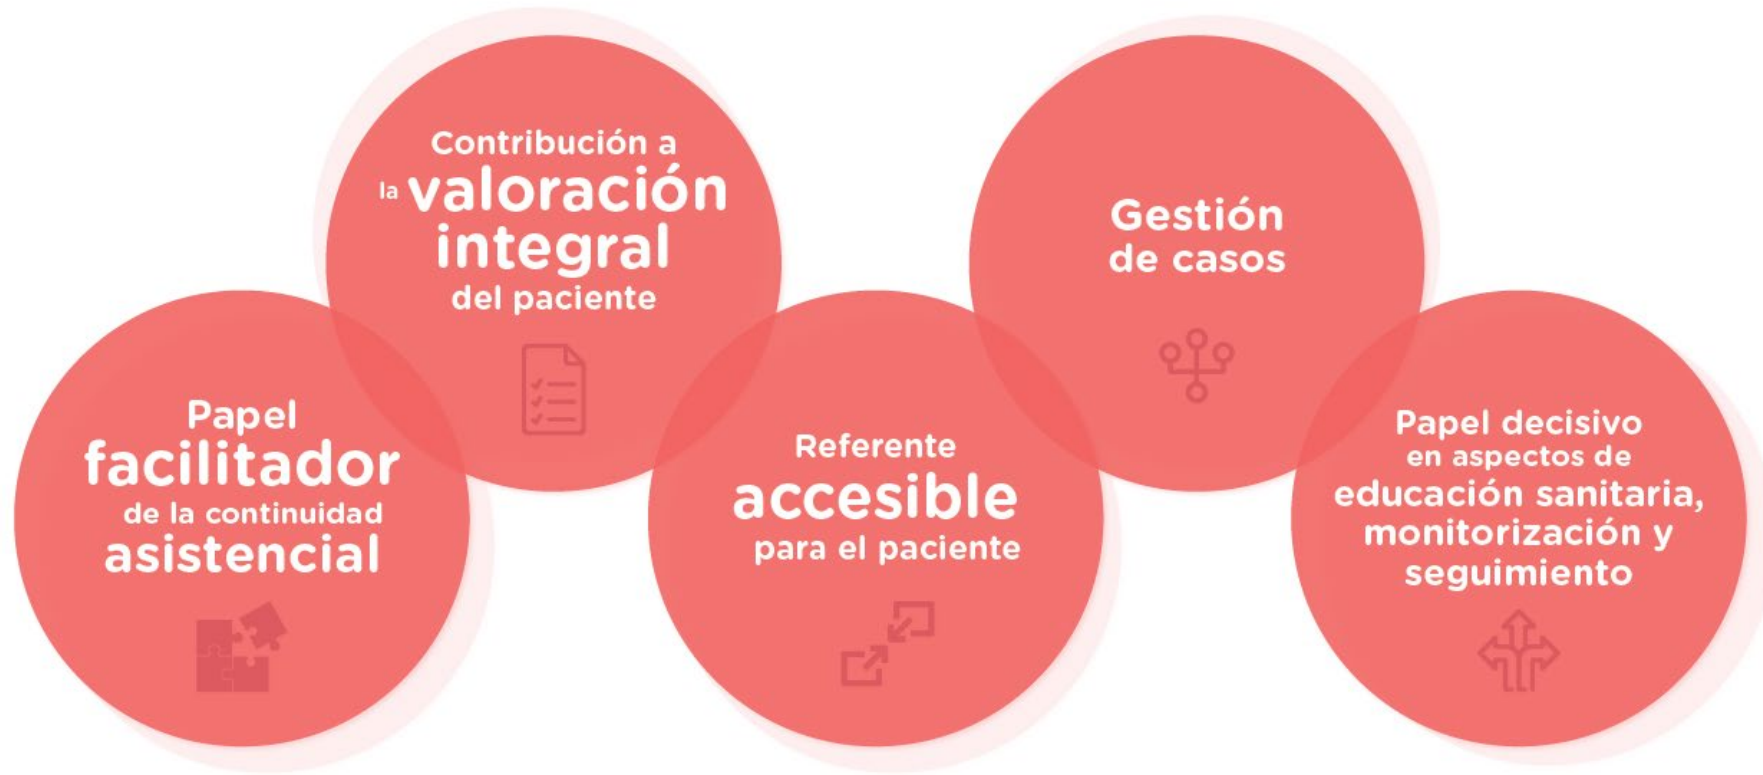 Papel
facilitador
de la continuidad
asistencial
Contribución a
la valoración
integral
del paciente
Referente
accesible
para el paciente
Gestión
de casos
Papel decisivo
en aspectos de
educación sanitaria,
monitorización y
seguimiento